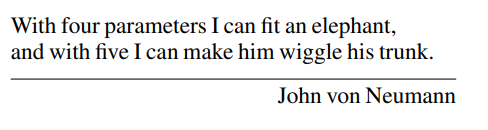 With four parameters I can fit an elephant,
and with five I can make him wiggle his trunk.
John von Neumann